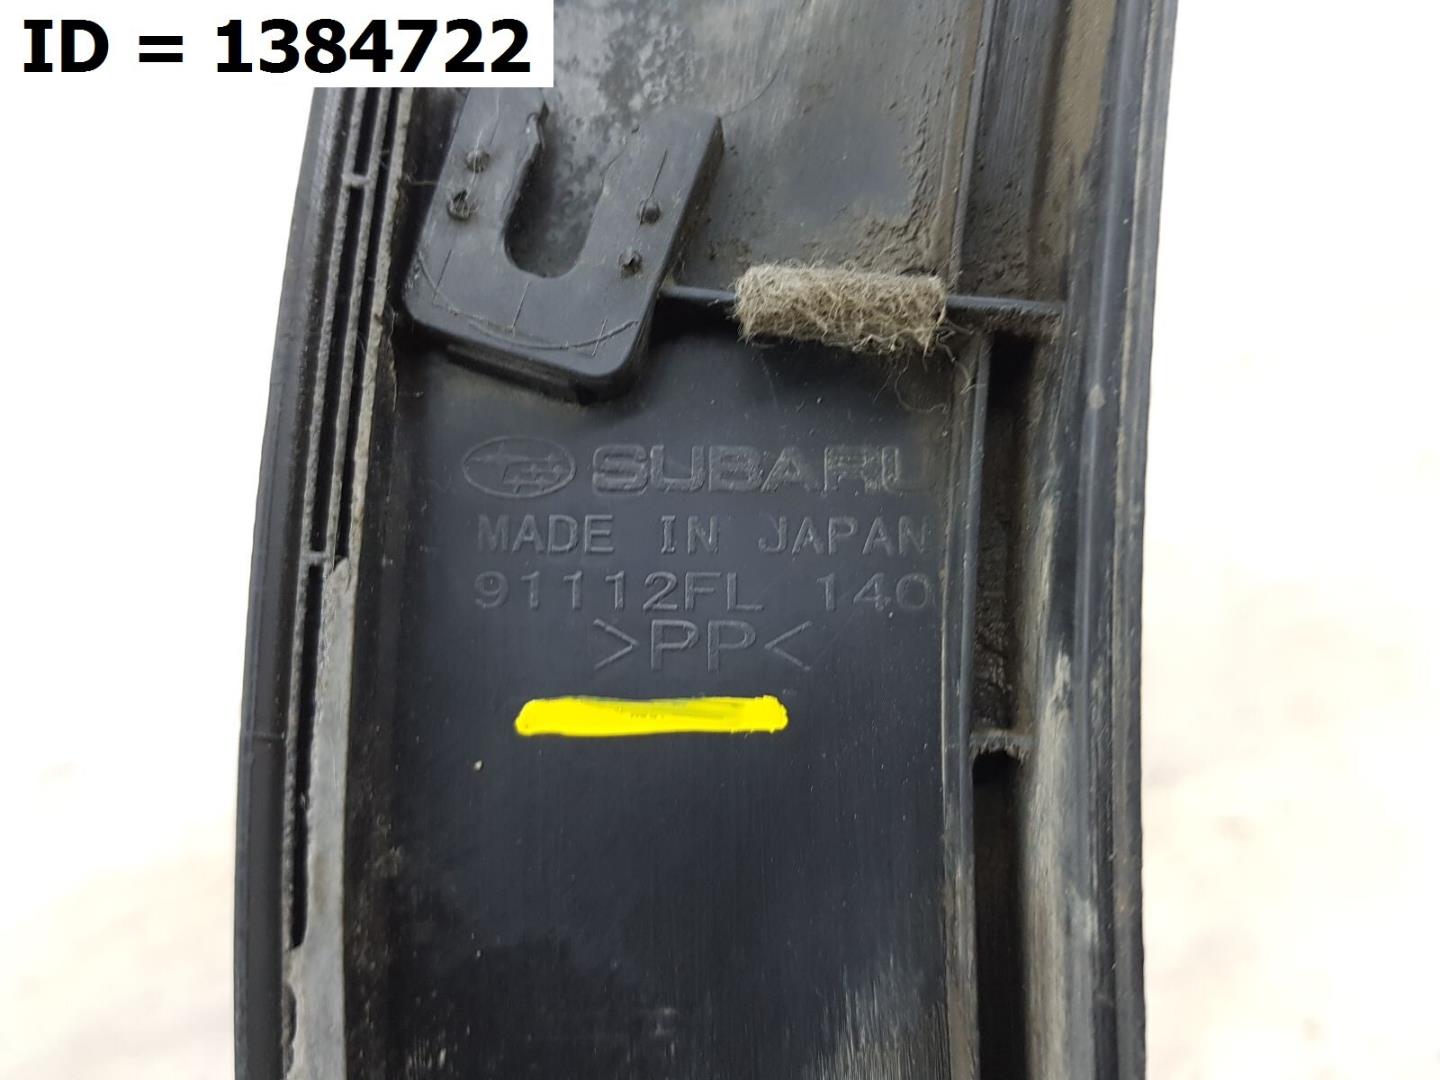 ID = 1384722
SUBARU
MADE IN JAPAN
91112FL 140
>PP<